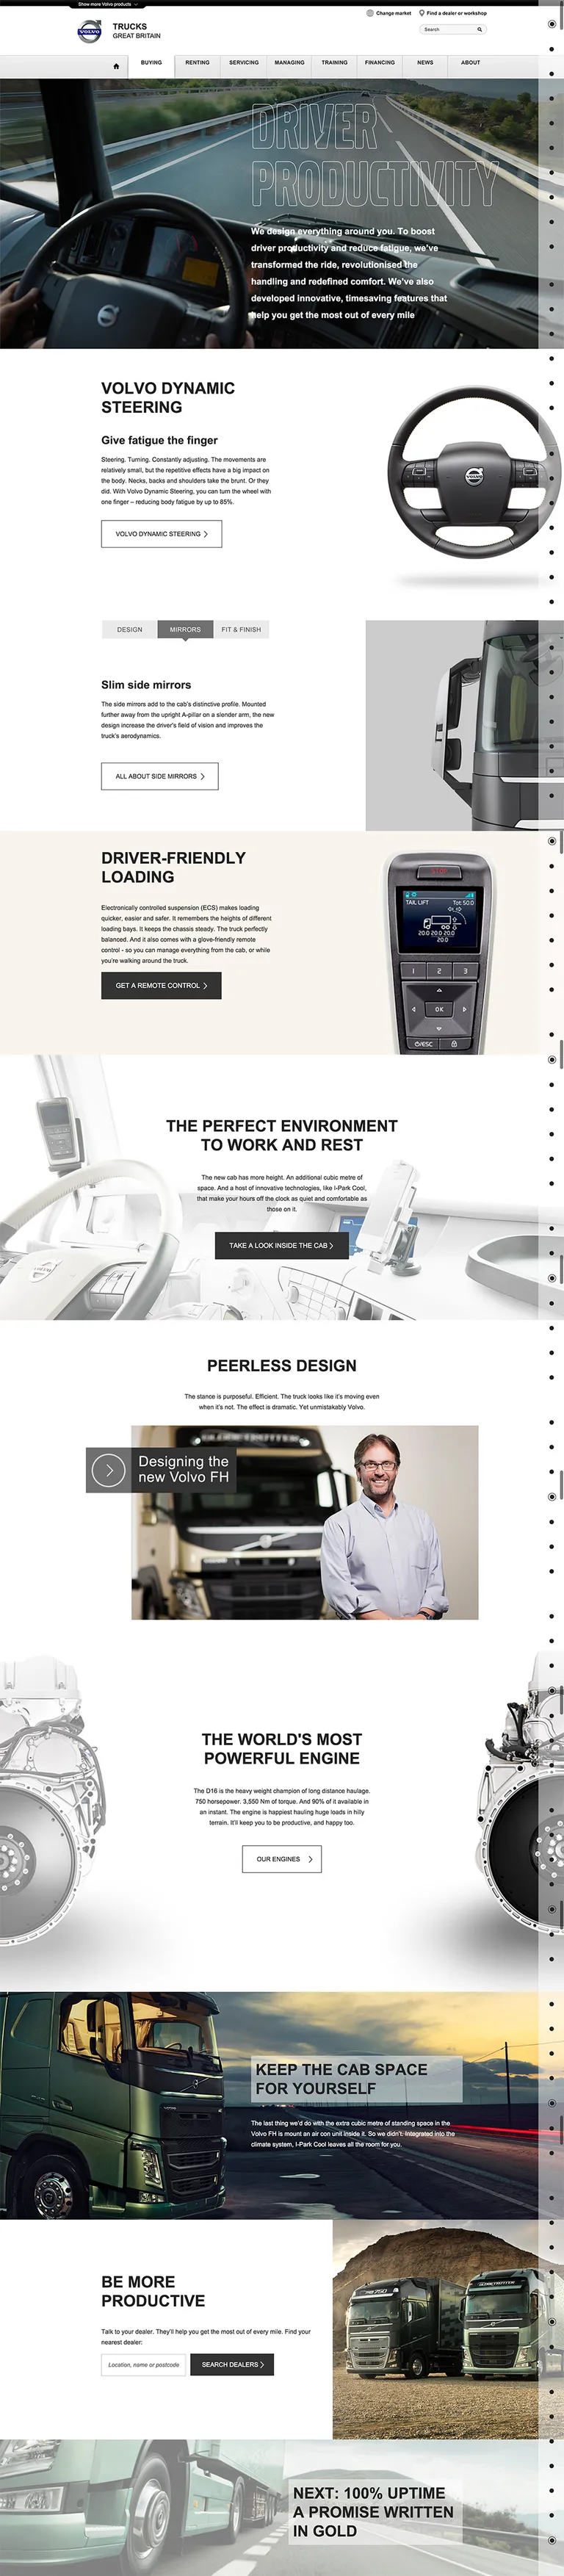 Show more Volvo products
VOLVO
TRUCKS
GREAT BRITAIN
Change market
Find a dealer or workshop
Search
BUYING
RENTING
SERVICING
MANAGING
TRAINING
FINANCING
NEWS
ABOUT
DRIVER
PRODUCTIVITY
We design everything around you. To boost
driver productivity and reduce fatigue, we've
transformed the ride, revolutionised the
handling and redefined comfort. We've also
developed innovative, timesaving features that
help you get the most out of every mile
VOLVO DYNAMIC
STEERING
Give fatigue the finger
Steering. Turning. Constantly adjusting. The movements are
relatively small, but the repetitive effects have a big impact on
the body. Necks, backs and shoulders take the brunt. Or they
did. With Volvo Dynamic Steering, you can turn the wheel with
one finger – reducing body fatigue by up to 85%.
VOLVO DYNAMIC STEERING
VOLVO
DESIGN
MIRRORS
FIT & FINISH
Slim side mirrors
The side mirrors add to the cab's distinctive profile. Mounted
further away from the upright A-pillar on a slender arm, the new
design increase the driver's field of vision and improves the
truck's aerodynamics.
ALL ABOUT SIDE MIRRORS
DRIVER-FRIENDLY
LOADING
Electronically controlled suspension (ECS) makes loading
quicker, easier and safer. It remembers the heights of different
loading bays. It keeps the chassis steady. The truck perfectly
balanced. And it also comes with a glove-friendly remote
control - so you can manage everything from the cab, or while
you're walking around the truck.
GET A REMOTE CONTROL
STOP
TAIL LIFT
Tot:50.0
20.0 20.0 20.0
20.0
1
2
3
OK
/ESC
THE PERFECT ENVIRONMENT
TO WORK AND REST
The new cab has more height. An additional cubic metre of
space. And a host of innovative technologies, like I-Park Cool,
that make your hours off the clock as quiet and comfortable as
those on it.
TAKE A LOOK INSIDE THE CAB
VOLVO
PEERLESS DESIGN
The stance is purposeful. Efficient. The truck looks like it's moving even
when it's not. The effect is dramatic. Yet unmistakably Volvo.
Designing the
new Volvo FH
THE WORLD'S MOST
POWERFUL ENGINE
The D16 is the heavy weight champion of long distance haulage.
750 horsepower. 3,550 Nm of torque. And 90% of it available in
an instant. The engine is happiest hauling huge loads in hilly
terrain. It'll keep you to be productive, and happy too.
OUR ENGINES
KEEP THE CAB SPACE
FOR YOURSELF
The last thing we'd do with the extra cubic metre of standing space in the
Volvo FH is mount an air con unit inside it. So we didn't. Integrated into the
climate system, I-Park Cool leaves all the room for you.
BE MORE
PRODUCTIVE
Talk to your dealer. They'll help you get the most out of every mile. Find your
nearest dealer:
Location, name or postcode
SEARCH DEALERS
NEXT: 100% UPTIME
A PROMISE WRITTEN
IN GOLD